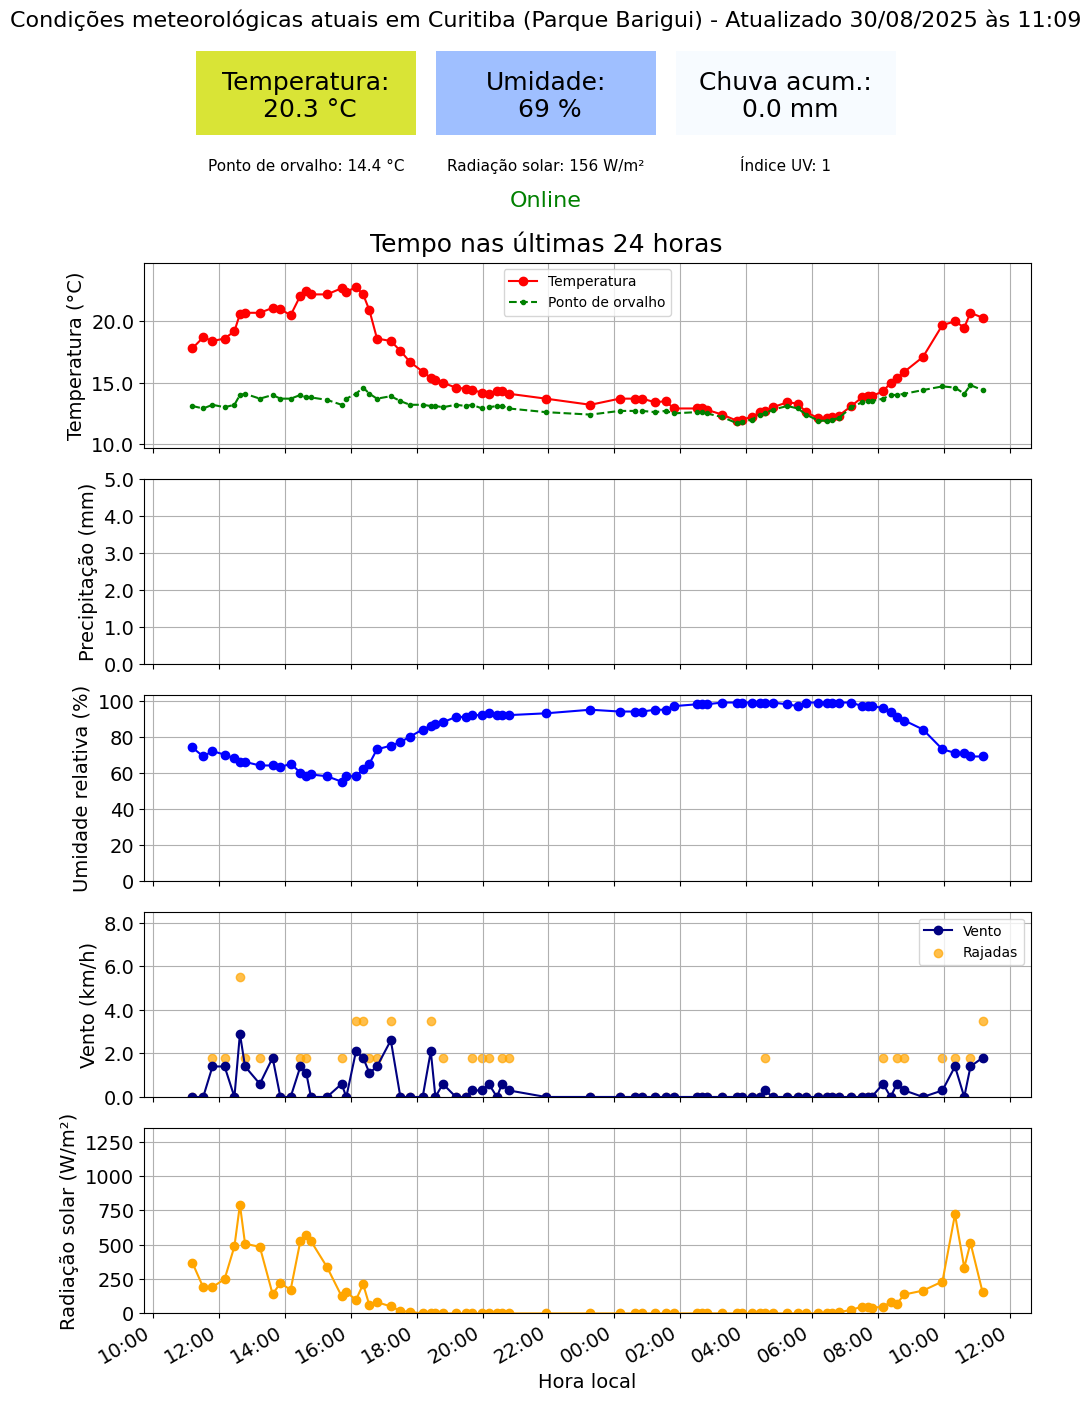 Condições meteorológicas atuais em Curitiba (Parque Barigui) - Atualizado 30/08/2025 às 11:09
Temperatura:
20.3 °C
Umidade:
69 %
Chuva acum.:
0.0 mm
Ponto de orvalho: 14.4 °C
Radiação solar: 156 W/m²
Índice UV: 1
Online
Tempo nas últimas 24 horas
Temperatura (°C)
20.0
15.0
10.0
Temperatura
Ponto de orvalho
Precipitação (mm)
5.0
4.0
3.0
2.0
1.0
0.0
Umidade relativa (%)
100
80
60
40
20
0
Vento (km/h)
8.0
6.0
4.0
2.0
0.0
Vento
Rajadas
Radiação solar (W/m²)
1250
1000
750
500
250
0
10:00
12:00
14:00
16:00
18:00
20:00
22:00
00:00
02:00
04:00
06:00
08:00
10:00
12:00
Hora local